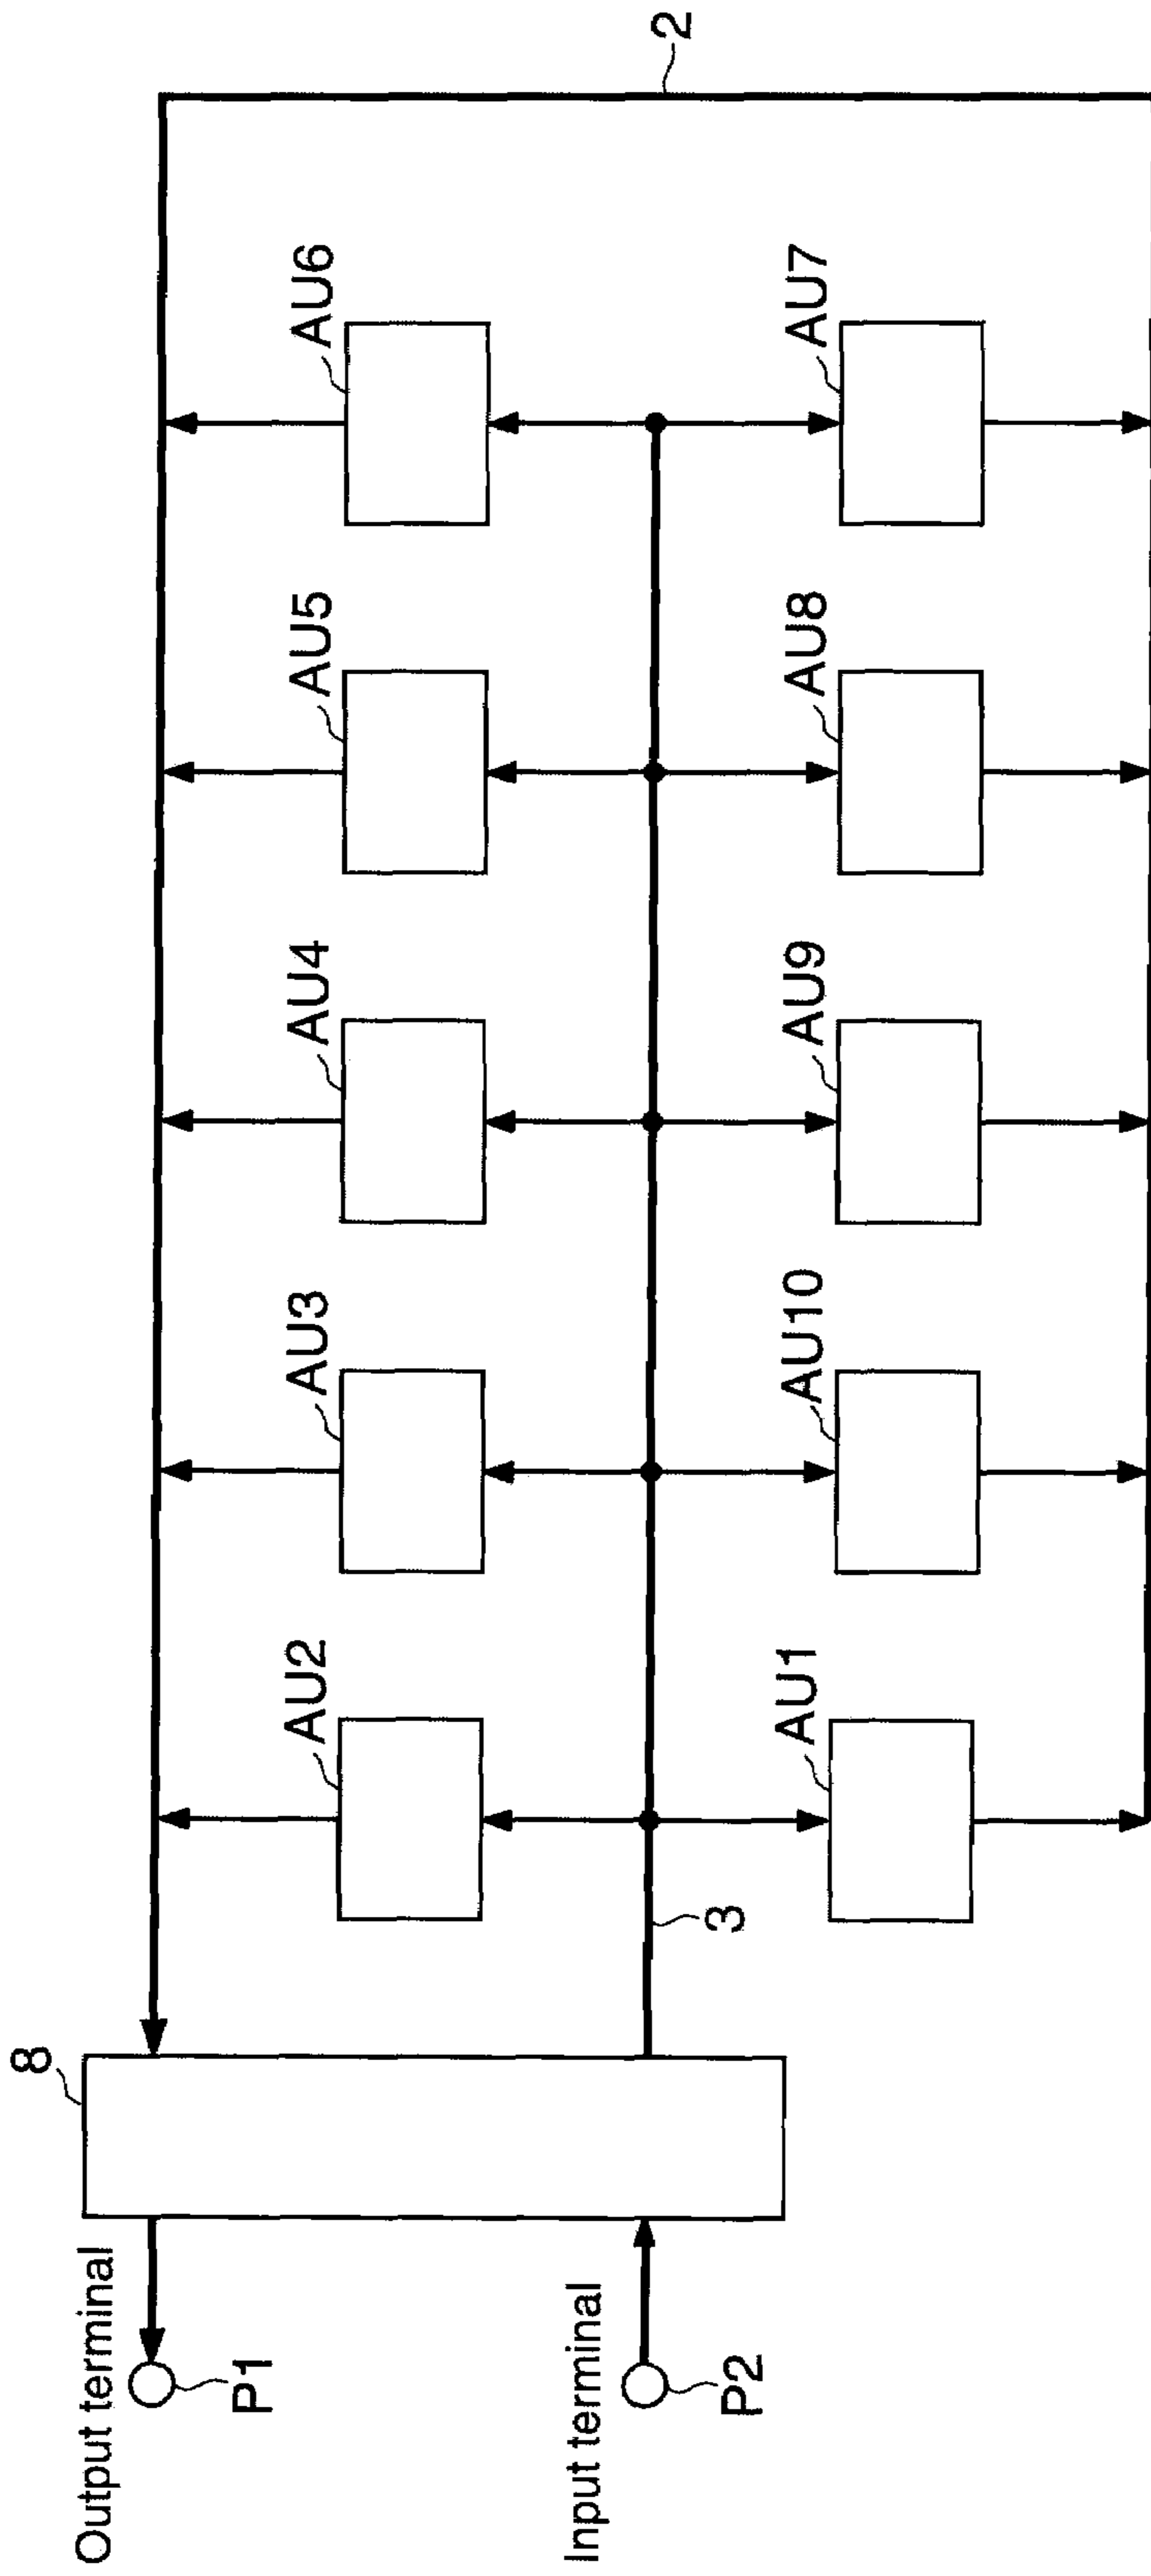 2
AU6
AU7
AU5
AU8
AU4
AU9
AU3
AU10
AU2
AU1
3
8
Output terminal
P1
Input terminal
P2